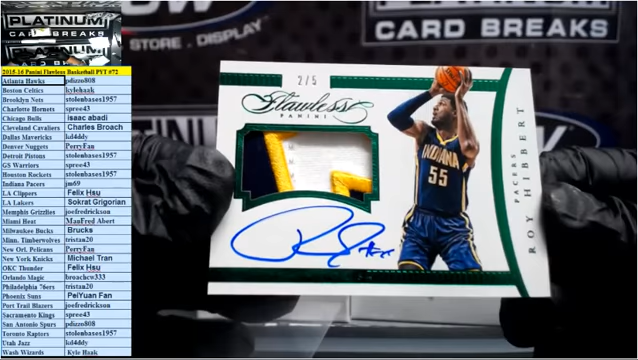 PLATINUM
CARD BREAKS
PLATINUM
STORE . DISPLAY
CARD BREAKS
2015-16 Panini Flawless Basketball PYT #72
Atlanta Hawks pdizzo808
Boston Celtics kylehaak
Brooklyn Nets stolenbases1957
Charlotte Hornets spree43
Chicago Bulls isaac abadi
Cleveland Cavaliers Charles Broach
Dallas Mavericks kd4ddy
Denver Nuggets PerryFan
Detroit Pistons stolenbases1957
GS Warriors spree43
Houston Rockets stolenbases1957
Indiana Pacers jm69
LA Clippers Felix Hsu
LA Lakers Sokrat Grigorian
Memphis Grizzlies joefredrickson
Miami Heat ManFred Abert
Milwaukee Bucks Brucks
Minn. Timberwolves tristan20
New Orl. Pelicans PerryFan
New York Knicks Michael Tran
OKC Thunder Felix Hsu
Orlando Magic broachcw333
Philadelphia 76ers tristan20
Phoenix Suns PeiYuan Fan
Port Trail Blazers joefredrickson
Sacramento Kings spree43
San Antonio Spurs pdizzo808
Toronto Raptors stolenbases1957
Utah Jazz kd4ddy
Wash Wizards Kyle Haak
2/5
Flawless
PANINI
INDIANA
55
PACERS
ROY HIBBERT